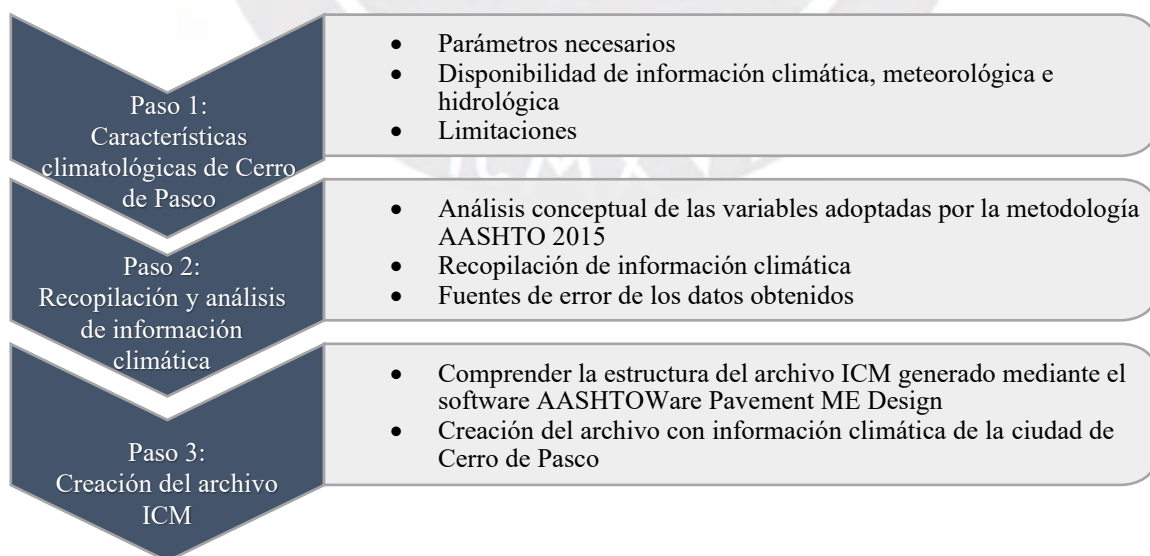 Paso 1:
Características
climatológicas de Cerro
de Pasco
• Parámetros necesarios
• Disponibilidad de información climática, meteorológica e
hidrológica
• Limitaciones
Paso 2:
Recopilación y análisis
de información
climática
• Análisis conceptual de las variables adoptadas por la metodología
AASHTO 2015
• Recopilación de información climática
• Fuentes de error de los datos obtenidos
Paso 3:
Creación del archivo
ICM
• Comprender la estructura del archivo ICM generado mediante el
software AASHTOWare Pavement ME Design
• Creación del archivo con información climática de la ciudad de
Cerro de Pasco